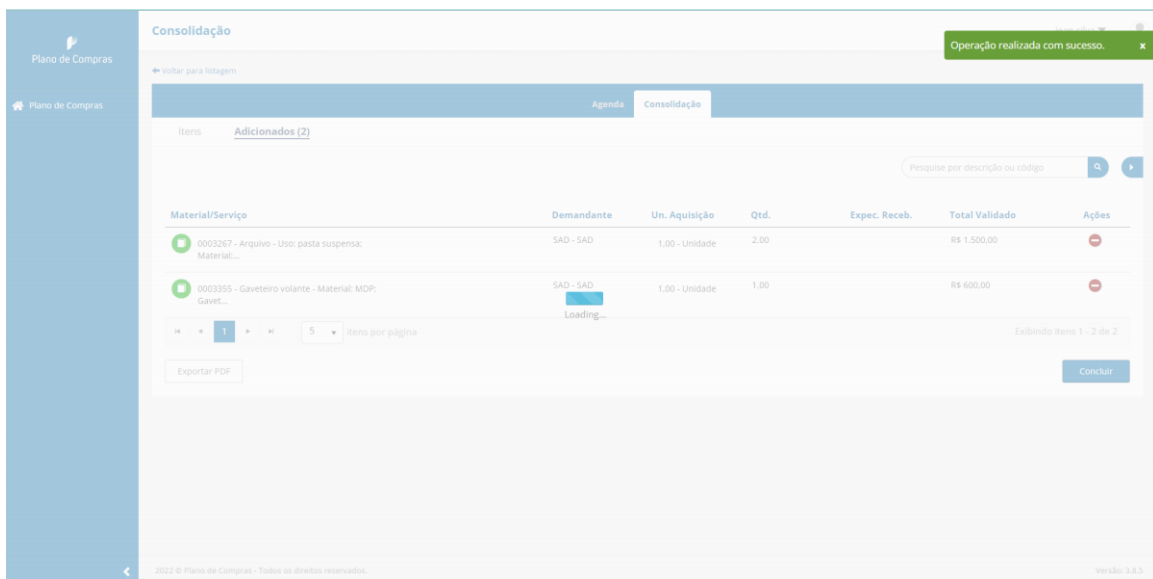 Consolidação
Operação realizada com sucesso. x
Plano de Compras
Voltar para listagem
Plano de Compras
Agenda Consolidação
Itens Adicionados (2)
Pesquise por descrição ou código
Material/Serviço Demandante Un. Aquisição Qtd. Expec. Receb. Total Validado Ações
0003267 - Arquivo - Uso: pasta suspensa; SAD - SAD 1.00 - Unidade 2.00 R$ 1.500,00
Material:...
0003355 - Gaveteiro volante - Material: MDP; SAD - SAD 1.00 - Unidade 1.00 R$ 600,00
Gavet...
Loading...
1 5 itens por página Exibindo itens 1 - 2 de 2
Exportar PDF Concluir
2022 © Plano de Compras - Todos os direitos reservados. Versão: 3.8.5